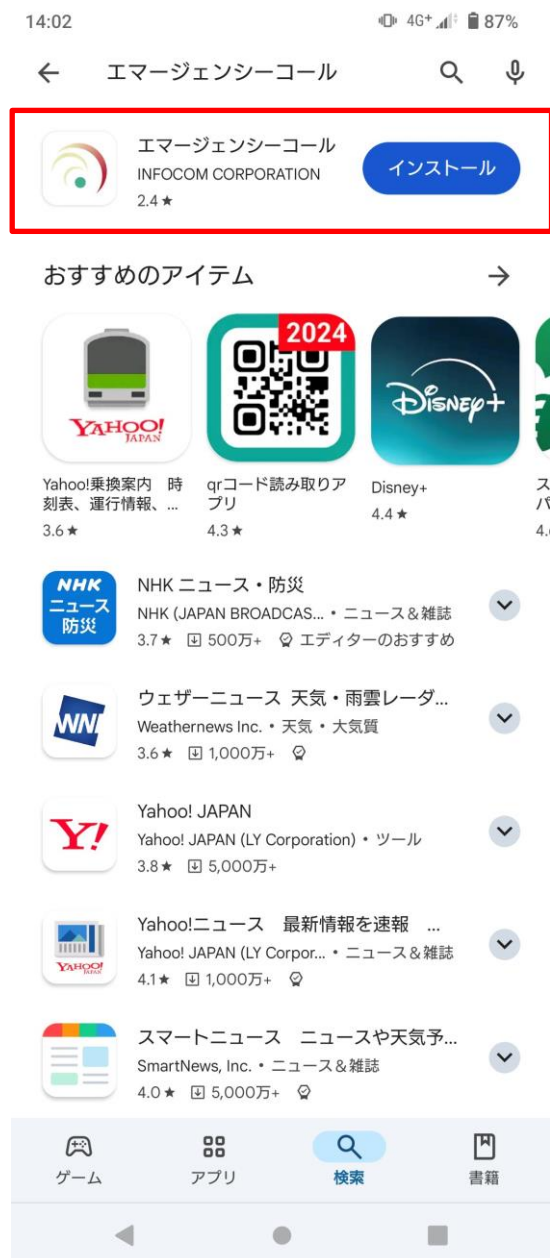 14:02
4G+
87%
エマージェンシーコール
エマージェンシーコール
INFOCOM CORPORATION
2.4★
インストール
おすすめのアイテム
YAHOO!
JAPAN
2024
Disney+
Yahoo!乗換案内 時
刻表、運行情報、...
3.6★
qrコード読み取りア
プリ
4.3★
Disney+
4.4★
ス
パ
4.
NHK
ニュース
防災
NHK ニュース・防災
NHK (JAPAN BROADCAS... • ニュース＆雑誌
3.7★ 500万+ エディターのおすすめ
WNI
ウェザーニュース 天気・雨雲レーダ...
Weathernews Inc. • 天気・大気質
3.6★ 1,000万+
Y!
Yahoo! JAPAN
Yahoo! JAPAN (LY Corporation) • ツール
3.8★ 5,000万+
YAHOO!
JAPAN
Yahoo!ニュース 最新情報を速報 ...
Yahoo! JAPAN (LY Corpor... • ニュース＆雑誌
4.1★ 1,000万+
スマートニュース ニュースや天気予...
SmartNews, Inc. • ニュース＆雑誌
4.0★ 5,000万+
ゲーム
アプリ
検索
書籍